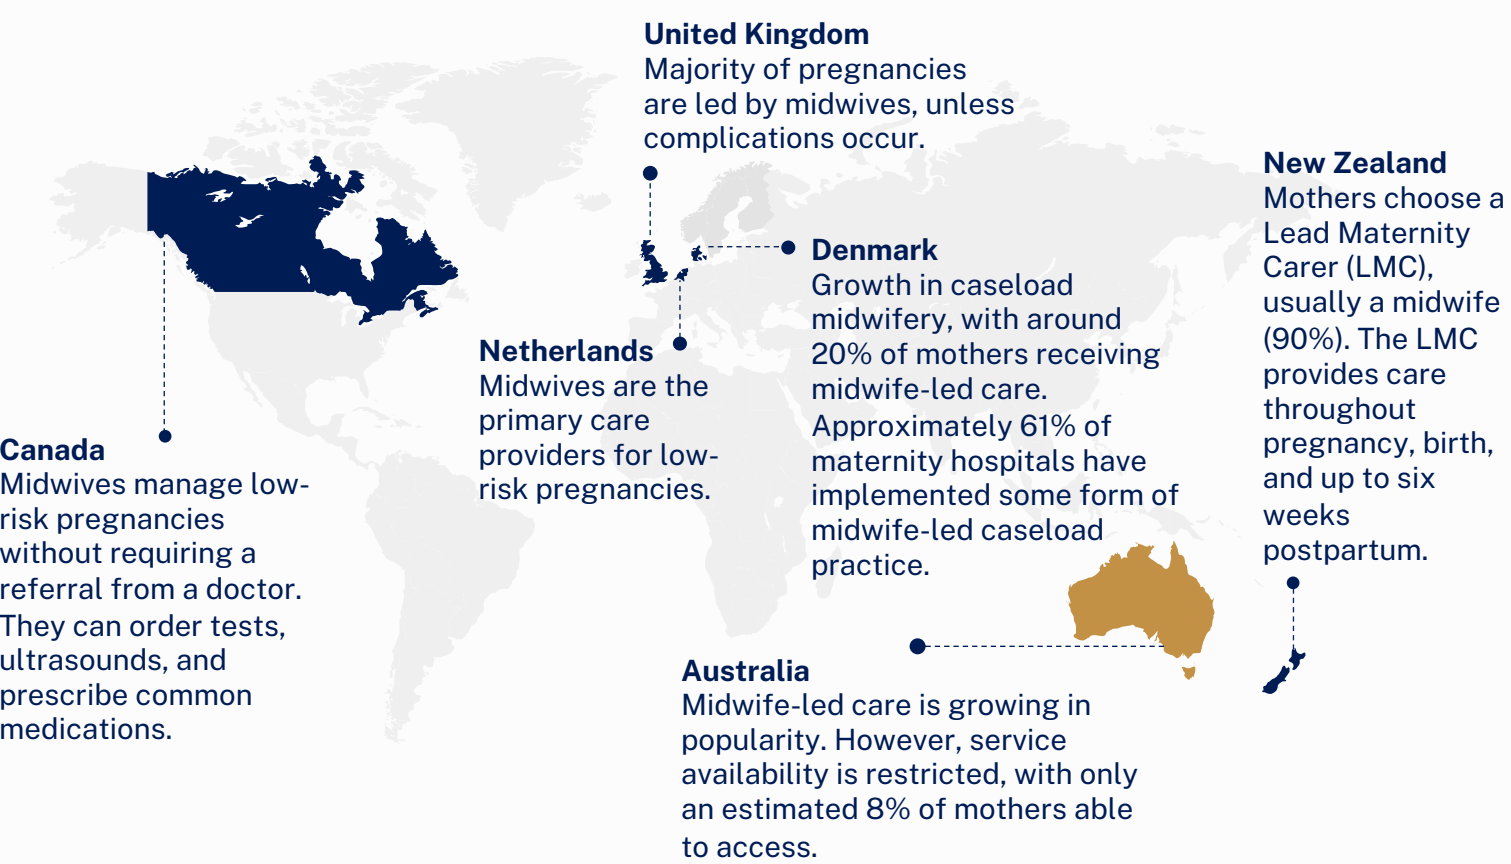 United Kingdom
Majority of pregnancies
are led by midwives, unless
complications occur.
New Zealand
Mothers choose a
Lead Maternity
Carer (LMC),
usually a midwife
(90%). The LMC
provides care
throughout
pregnancy, birth,
and up to six
weeks
postpartum.
Denmark
Growth in caseload
midwifery, with around
20% of mothers receiving
midwife-led care.
Approximately 61% of
maternity hospitals have
implemented some form of
midwife-led caseload
practice.
Netherlands
Midwives are the
primary care
providers for low-
risk pregnancies.
Canada
Midwives manage low-
risk pregnancies
without requiring a
referral from a doctor.
They can order tests,
ultrasounds, and
prescribe common
medications.
Australia
Midwife-led care is growing in
popularity. However, service
availability is restricted, with only
an estimated 8% of mothers able
to access.